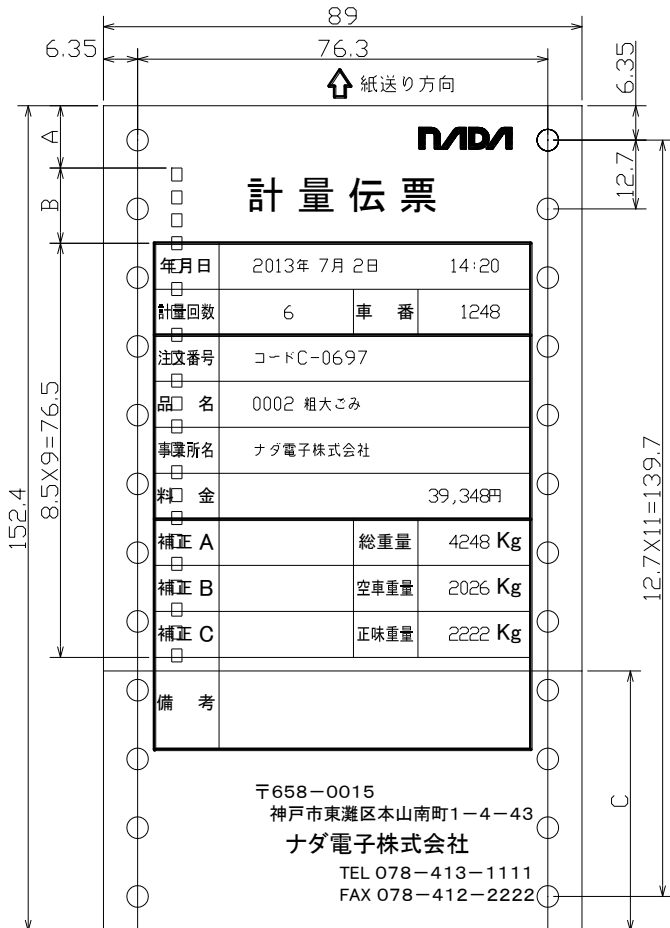 89
6.35
76.3
6.35
紙送り方向
A
NADA
12.7
B
計量伝票
年月日 2013年 7月 2日 14:20
計量回数 6 車 番 1248
注文番号 コードC-0697
品 名 0002 粗大ごみ
事業所名 ナダ電子株式会社
料 金 39,348円
補正 A 総重量 4248 Kg
補正 B 空車重量 2026 Kg
補正 C 正味重量 2222 Kg
備 考
8.5X9=76.5
152.4
12.7X11=139.7
C
〒658－0015
神戸市東灘区本山南町1－4－43
ナダ電子株式会社
TEL 078－413－1111
FAX 078－412－2222